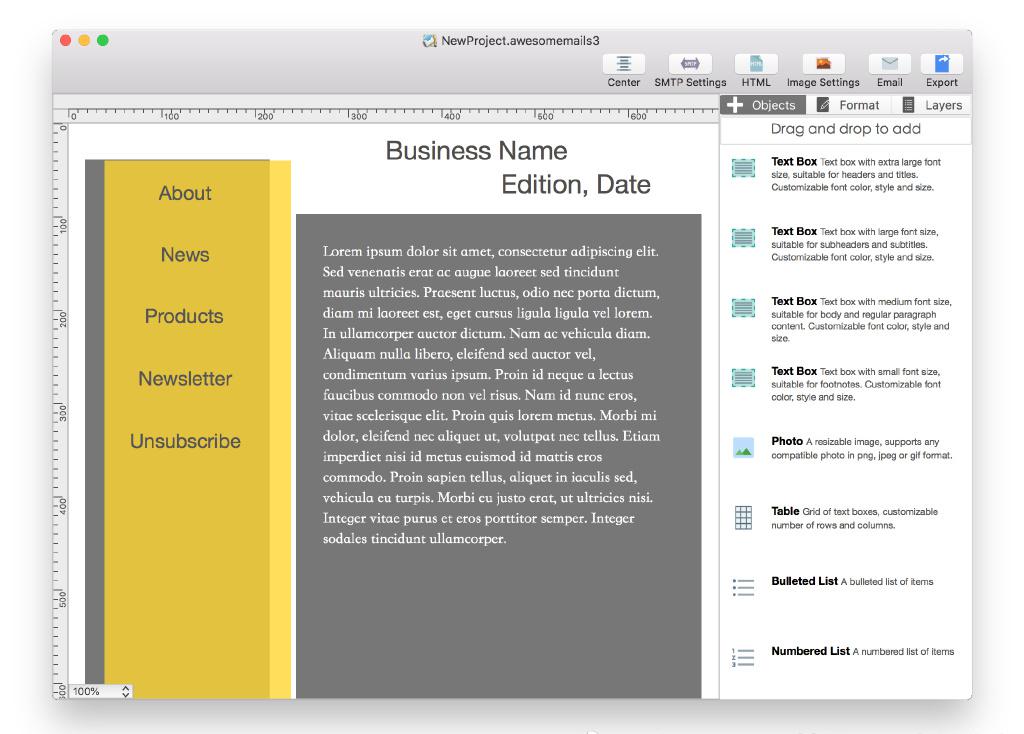 NewProject.awesomemails3
Center
SMTP
SMTP Settings
HTML
HTML
Image Settings
Email
Export
0 100 200 300 400 500 600
Objects
Format
Layers
Drag and drop to add
0
100
200
300
400
500
600
Business Name
Edition, Date
About
News
Products
Newsletter
Unsubscribe
Lorem ipsum dolor sit amet, consectetur adipiscing elit.
Sed venenatis erat ac augue laoreet sed tincidunt
mauris ultricies. Praesent luctus, odio nec porta dictum,
diam mi laoreet est, eget cursus ligula ligula vel lorem.
In ullamcorper auctor dictum. Nam ac vehicula diam.
Aliquam nulla libero, eleifend sed auctor vel,
condimentum varius ipsum. Proin id neque a lectus
faucibus commodo non vel risus. Nam id nunc eros,
vitae scelerisque elit. Proin quis lorem metus. Morbi mi
dolor, eleifend nec aliquet ut, volutpat nec tellus. Etiam
imperdiet nisi id metus euismod id mattis eros
commodo. Proin sapien tellus, aliquet in iaculis sed,
vehicula eu turpis. Morbi eu justo erat, ut ultricies nisi.
Integer vitae purus et eros porttitor semper. Integer
sodales tincidunt ullamcorper.
Text Box Text box with extra large font
size, suitable for headers and titles.
Customizable font color, style and size.
Text Box Text box with large font size,
suitable for subheaders and subtitles.
Customizable font color, style and size.
Text Box Text box with medium font size,
suitable for body and regular paragraph
content. Customizable font color, style and
size.
Text Box Text box with small font size,
suitable for footnotes. Customizable font
color, style and size.
Photo A resizable image, supports any
compatible photo in png, jpeg or gif format.
Table Grid of text boxes, customizable
number of rows and columns.
Bulleted List A bulleted list of items
1
2
3
Numbered List A numbered list of items
100%